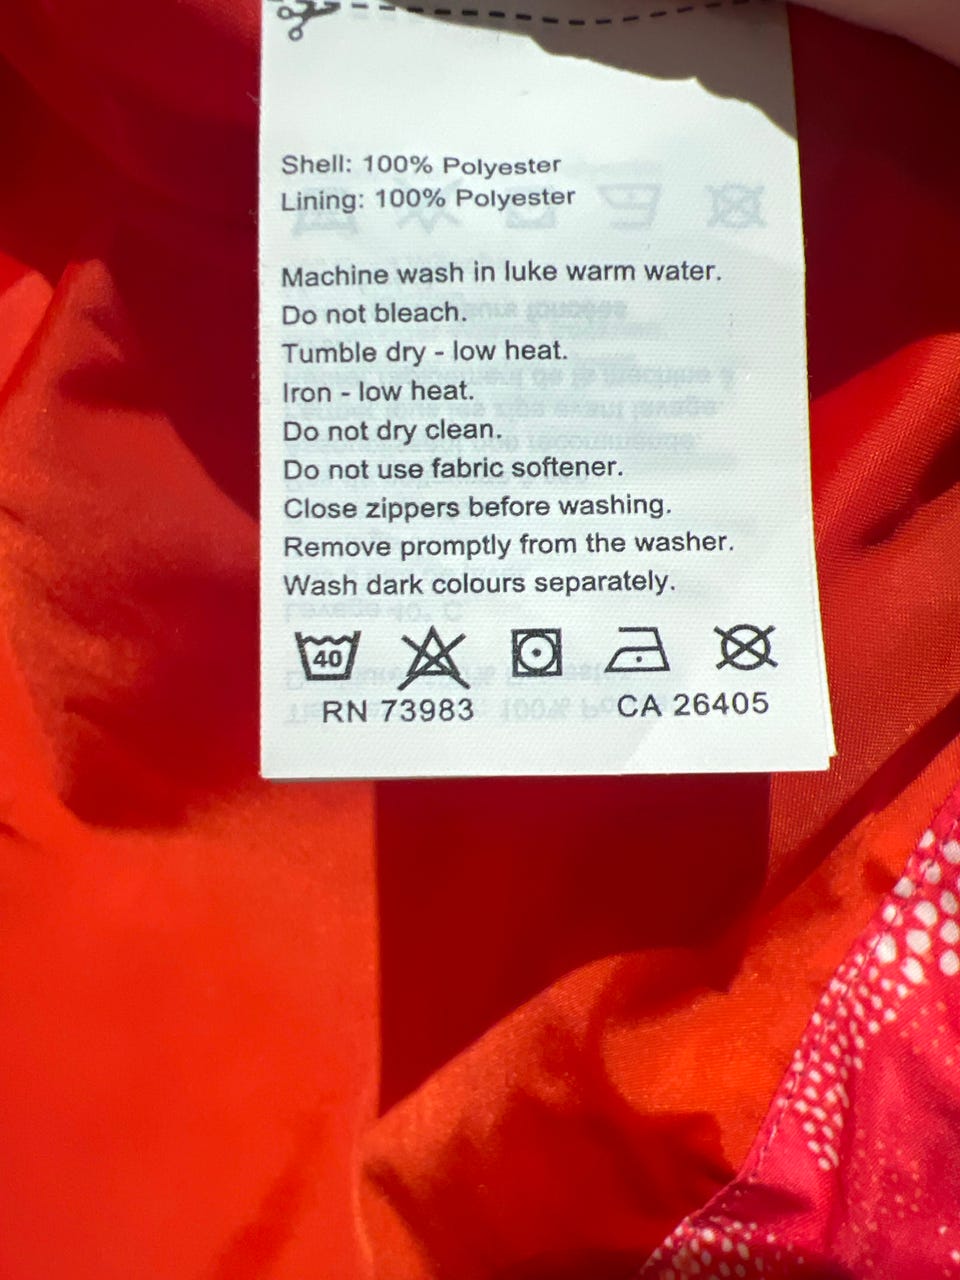 Shell: 100% Polyester
Lining: 100% Polyester
Machine wash in luke warm water.
Do not bleach.
Tumble dry - low heat.
Iron - low heat.
Do not dry clean.
Do not use fabric softener.
Close zippers before washing.
Remove promptly from the washer.
Wash dark colours separately.
40
RN 73983 CA 26405